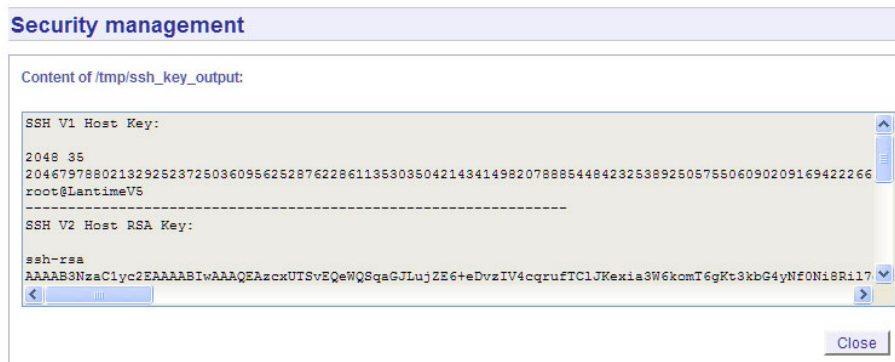 Security management
Content of /tmp/ssh_key_output:
SSH V1 Host Key:
2048 35
2046797880213292523725036095625287622861135303504214341498207888544842325389250575506090209169422266
root@LantimeV5
------------------------------------------------------------------
SSH V2 Host RSA Key:
ssh-rsa
AAAAB3NzaC1yc2EAAAABIwAAAQEAzcxUTSvEQeWQSqaGJLujZE6+eDvzIV4cqrufTClJKexia3W6komT6gKt3kbG4yNf0Ni8Ril7
Close